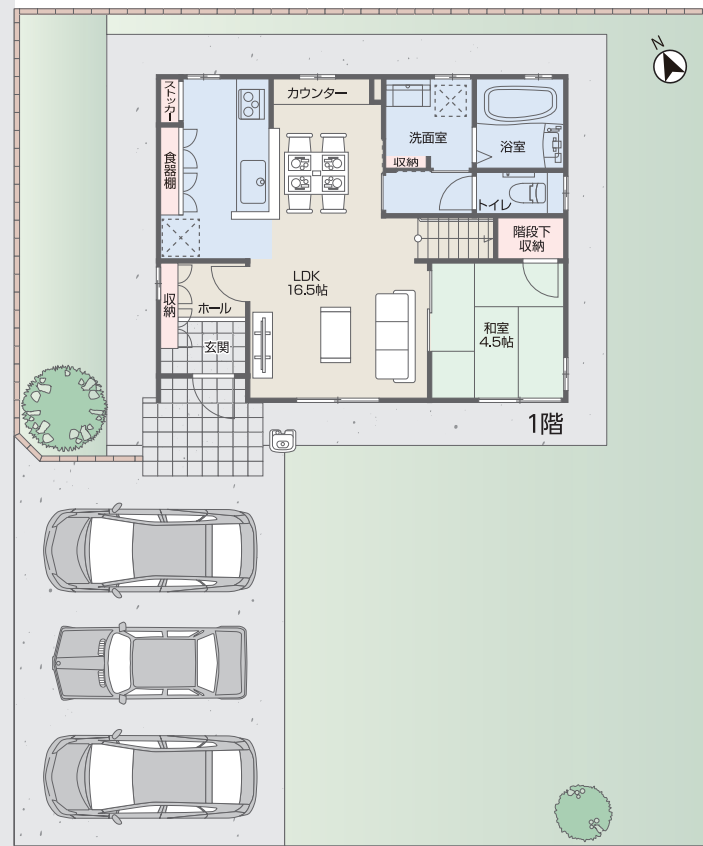 N
ストッカー
カウンター
洗面室
浴室
食器棚
収納
トイレ
階段下
収納
LDK
16.5帖
収納
ホール
玄関
和室
4.5帖
1階